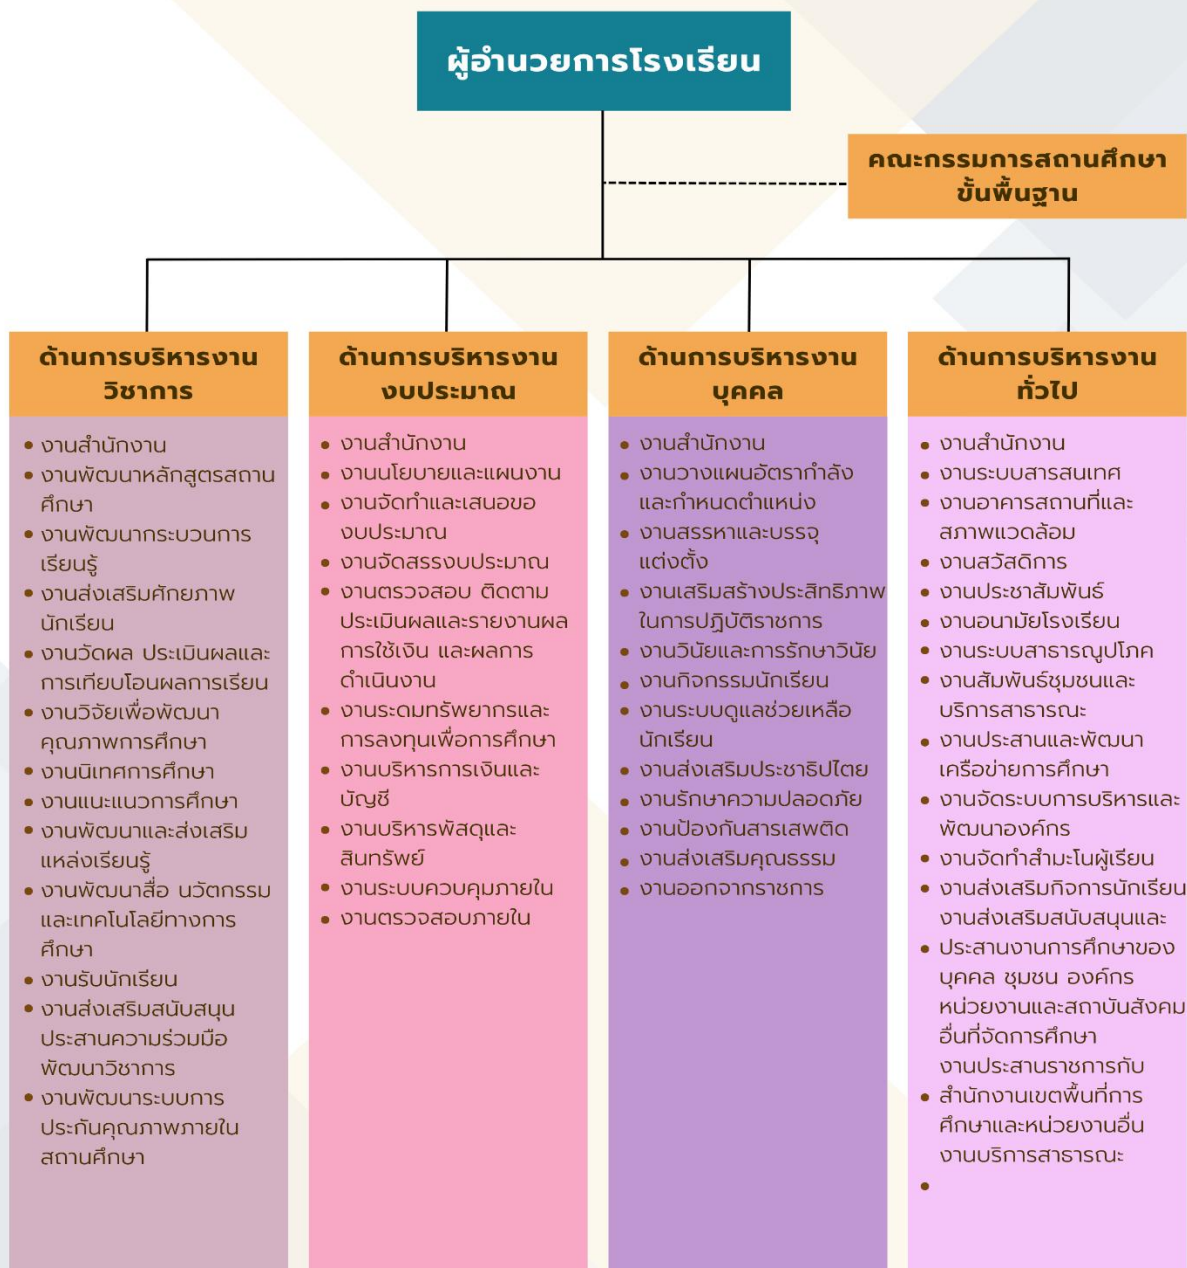 ผู้อำนวยการโรงเรียน
คณะกรรมการสถานศึกษา
ขั้นพื้นฐาน
ด้านการบริหารงาน
วิชาการ
• งานสำนักงาน
• งานพัฒนาหลักสูตรสถาน
ศึกษา
• งานพัฒนากระบวนการ
เรียนรู้
• งานส่งเสริมศักยภาพ
นักเรียน
• งานวัดผล ประเมินผลและ
การเทียบโอนผลการเรียน
• งานวิจัยเพื่อพัฒนา
คุณภาพการศึกษา
• งานนิเทศการศึกษา
• งานแนะแนวการศึกษา
• งานพัฒนาและส่งเสริม
แหล่งเรียนรู้
• งานพัฒนาสื่อ นวัตกรรม
และเทคโนโลยีทางการ
ศึกษา
• งานรับนักเรียน
• งานส่งเสริมสนับสนุน
ประสานความร่วมมือ
พัฒนาวิชาการ
• งานพัฒนาระบบการ
ประกันคุณภาพภายใน
สถานศึกษา
ด้านการบริหารงาน
งบประมาณ
• งานสำนักงาน
• งานนโยบายและแผนงาน
• งานจัดทำและเสนอขอ
งบประมาณ
• งานจัดสรรงบประมาณ
• งานตรวจสอบ ติดตาม
ประเมินผลและรายงานผล
การใช้เงิน และผลการ
ดำเนินงาน
• งานระดมทรัพยากรและ
การลงทุนเพื่อการศึกษา
• งานบริหารการเงินและ
บัญชี
• งานบริหารพัสดุและ
สินทรัพย์
• งานระบบควบคุมภายใน
• งานตรวจสอบภายใน
ด้านการบริหารงาน
บุคคล
• งานสำนักงาน
• งานวางแผนอัตรากำลัง
และกำหนดตำแหน่ง
• งานสรรหาและบรรจุ
แต่งตั้ง
• งานเสริมสร้างประสิทธิภาพ
ในการปฏิบัติราชการ
• งานวินัยและการรักษาวินัย
• งานกิจกรรมนักเรียน
• งานระบบดูแลช่วยเหลือ
นักเรียน
• งานส่งเสริมประชาธิปไตย
• งานรักษาความปลอดภัย
• งานป้องกันสารเสพติด
• งานส่งเสริมคุณธรรม
• งานออกจากราชการ
ด้านการบริหารงาน
ทั่วไป
• งานสำนักงาน
• งานระบบสารสนเทศ
• งานอาคารสถานที่และ
สภาพแวดล้อม
• งานสวัสดิการ
• งานประชาสัมพันธ์
• งานอนามัยโรงเรียน
• งานระบบสาธารณูปโภค
• งานสัมพันธ์ชุมชนและ
บริการสาธารณะ
• งานประสานและพัฒนา
เครือข่ายการศึกษา
• งานจัดระบบการบริหารและ
พัฒนาองค์กร
• งานจัดทำสำมะโนผู้เรียน
• งานส่งเสริมกิจการนักเรียน
งานส่งเสริมสนับสนุนและ
• ประสานงานการศึกษาของ
บุคคล ชุมชน องค์กร
หน่วยงานและสถาบันสังคม
อื่นที่จัดการศึกษา
งานประสานราชการกับ
• สำนักงานเขตพื้นที่การ
ศึกษาและหน่วยงานอื่น
งานบริการสาธารณะ
•